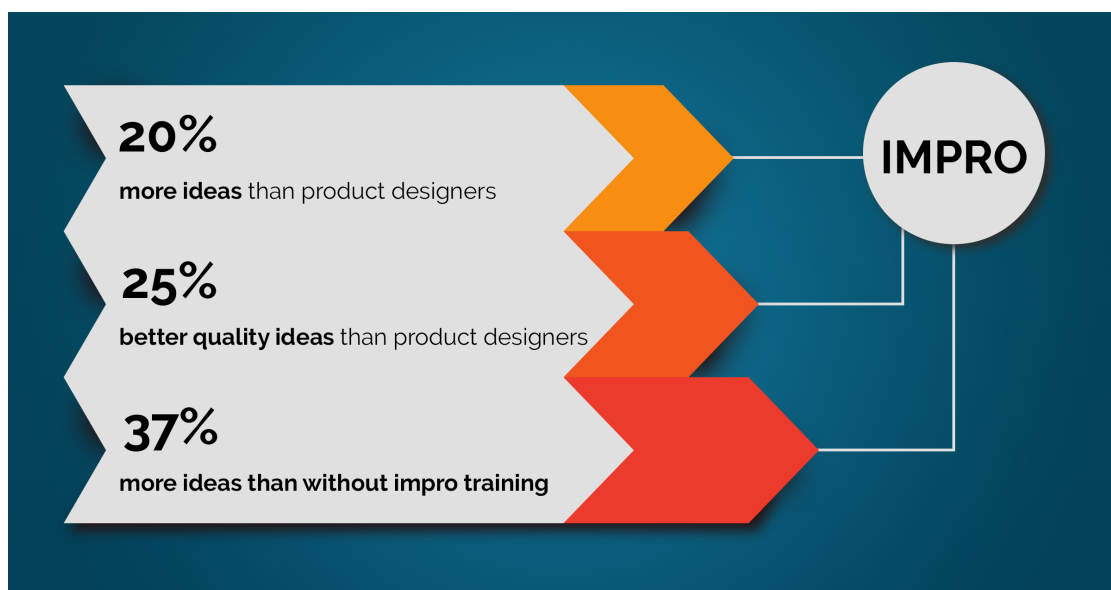 20%
more ideas than product designers
25%
better quality ideas than product designers
37%
more ideas than without impro training
IMPRO